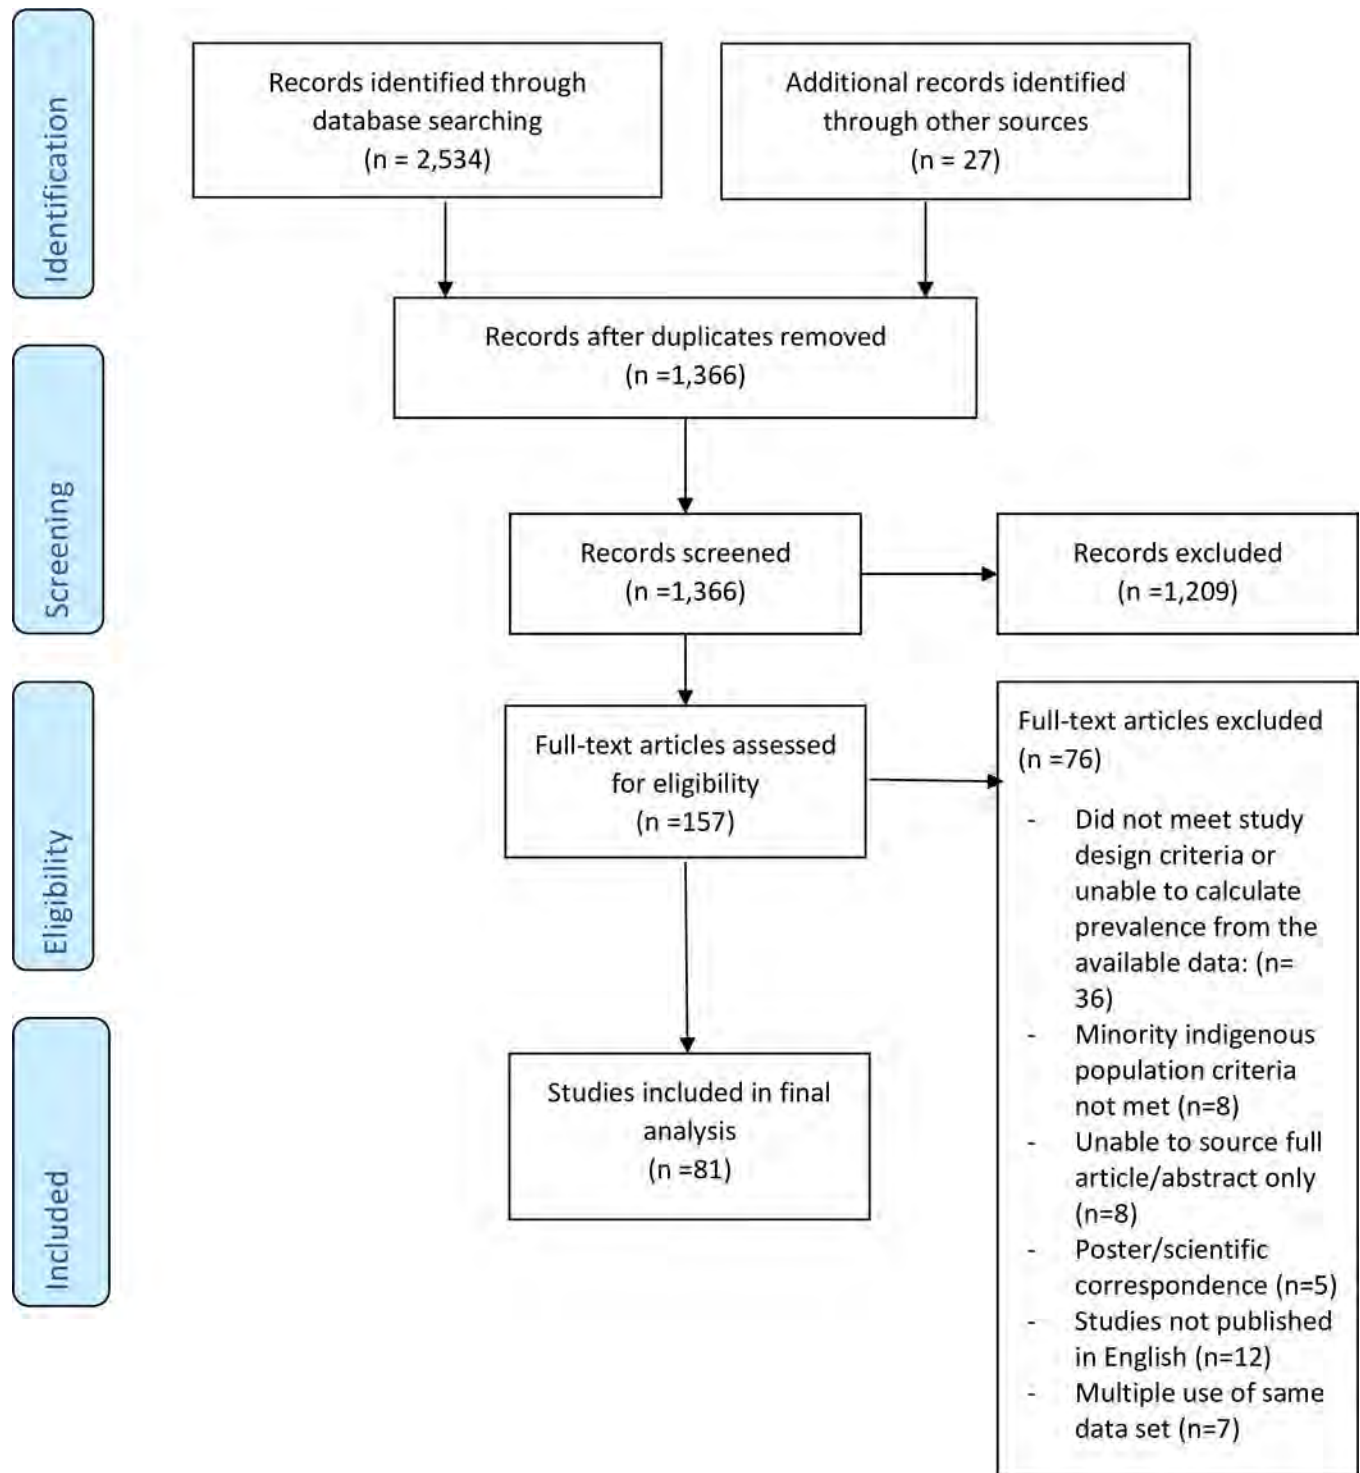 Identification
Records identified through
database searching
(n = 2,534)
Additional records identified
through other sources
(n = 27)
Records after duplicates removed
(n =1,366)
Screening
Records screened
(n =1,366)
Records excluded
(n =1,209)
Eligibility
Full-text articles assessed
for eligibility
(n =157)
Full-text articles excluded
(n =76)
- Did not meet study
design criteria or
unable to calculate
prevalence from the
available data: (n=
36)
- Minority indigenous
population criteria
not met (n=8)
- Unable to source full
article/abstract only
(n=8)
- Poster/scientific
correspondence (n=5)
- Studies not published
in English (n=12)
- Multiple use of same
data set (n=7)
Included
Studies included in final
analysis
(n =81)